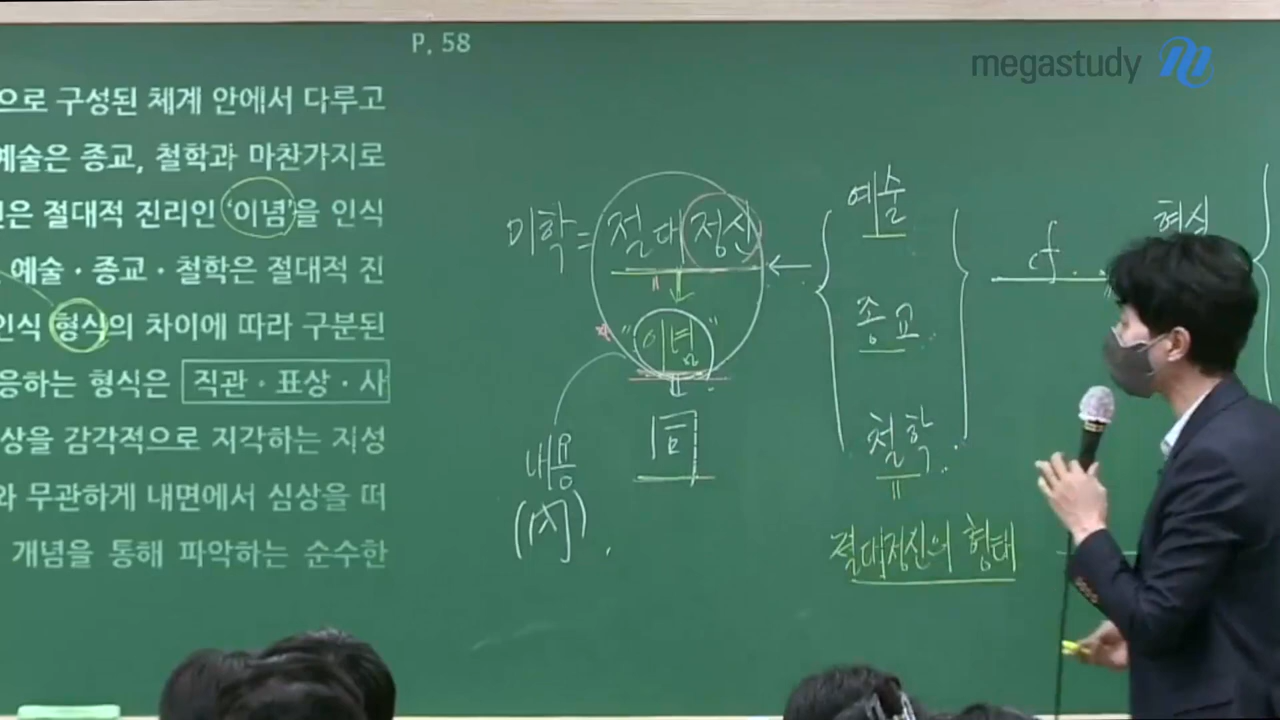 P. 58
megastudy
으로 구성된 체계 안에서 다루고
예술은 종교, 철학과 마찬가지로
은 절대적 진리인 '이념'을 인식
예술·종교·철학은 절대적 진
인식 형식의 차이에 따라 구분된
응하는 형식은 직관·표상·사
상을 감각적으로 지각하는 지성
와 무관하게 내면에서 심상을 떠
개념을 통해 파악하는 순수한
미학 = 절대정신
"이념"
同
내용
(内)
예술
종교
철학
절대정신의 형태
cf.
형식